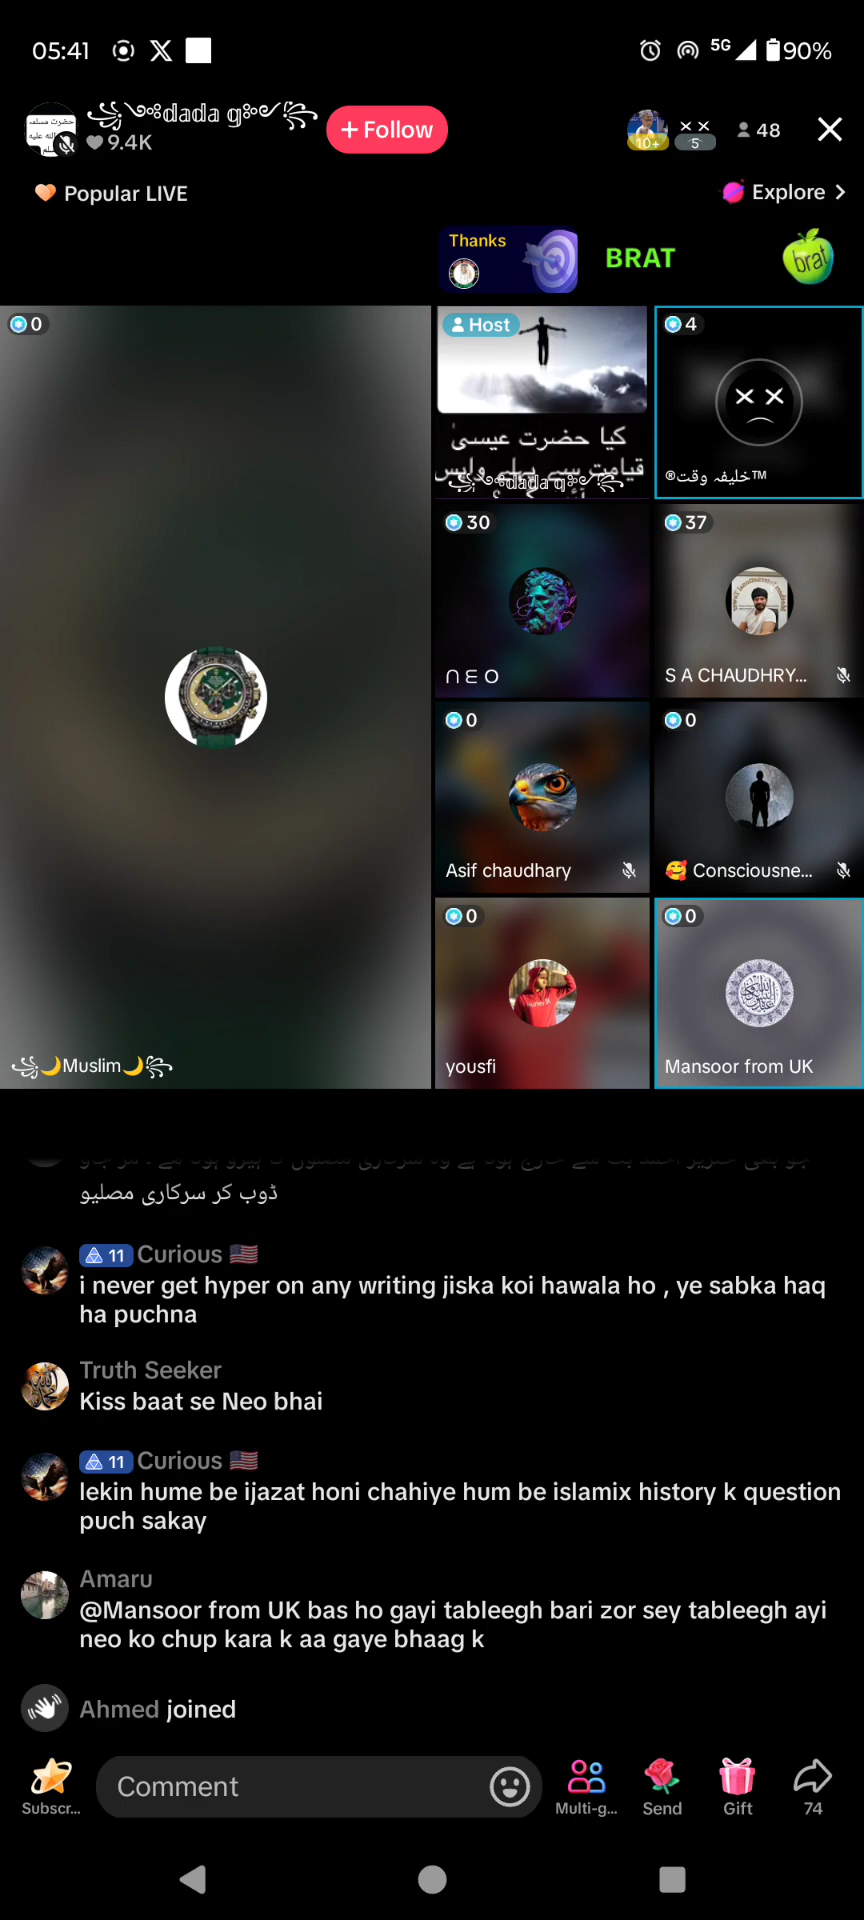 05:41
5G 90%
꧁༺dada g༻꧂
9.4K
+ Follow
10+
5
48
Popular LIVE
Explore
Thanks
BRAT
brat
0
Host
4
کیا حضرت عیسیٰ
قیامت سے پہلے واپس
꧁༺dada g༻꧂
®خلیفہ وقت™
30
37
ՈΞO
S A CHAUDHRY...
0
0
Asif chaudhary
🥰 Consciousne...
0
0
꧁🌙Muslim🌙꧂
yousfi
Mansoor from UK
ڈوب کر سرکاری مصلیو
11 Curious 🇺🇸
i never get hyper on any writing jiska koi hawala ho , ye sabka haq
ha puchna
Truth Seeker
Kiss baat se Neo bhai
11 Curious 🇺🇸
lekin hume be ijazat honi chahiye hum be islamix history k question
puch sakay
Amaru
@Mansoor from UK bas ho gayi tableegh bari zor sey tableegh ayi
neo ko chup kara k aa gaye bhaag k
Ahmed joined
Comment
Subscr...
Multi-g...
Send
Gift
74